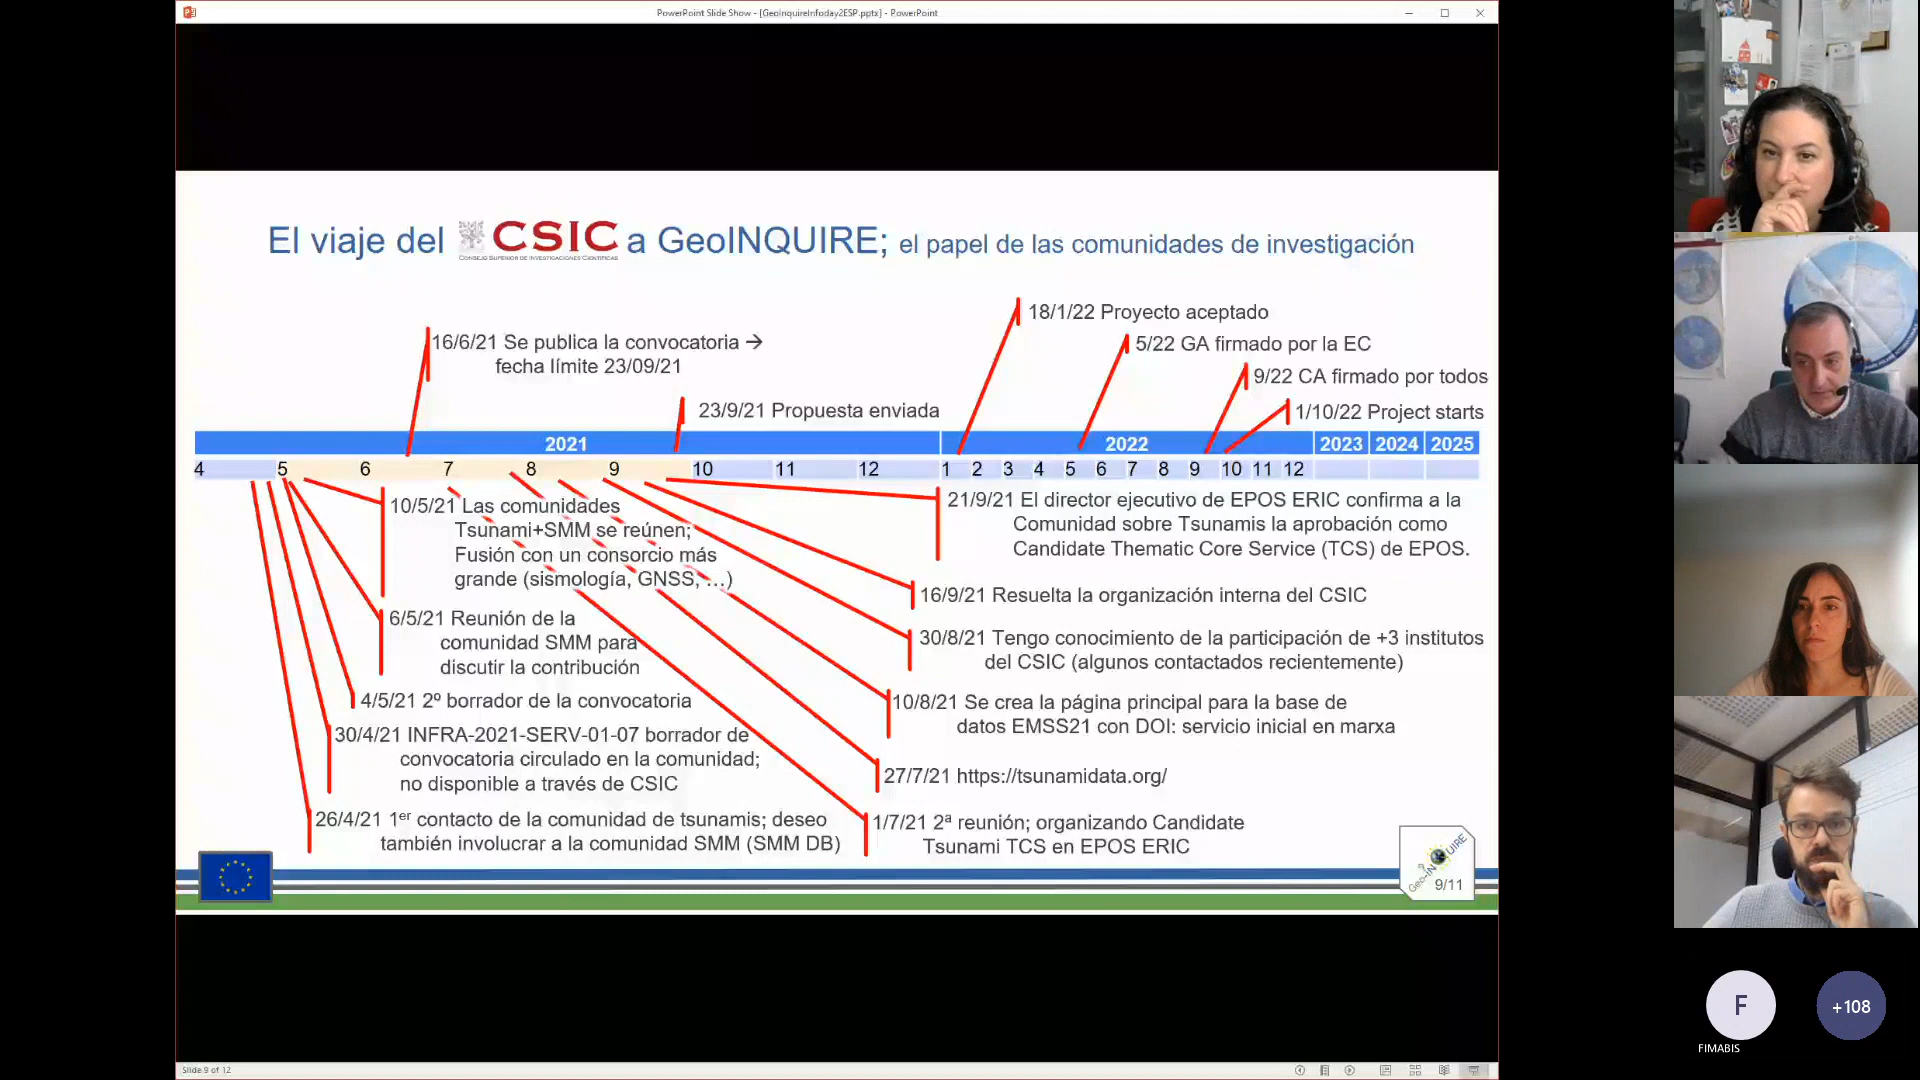 PowerPoint Slide Show - [GeoInquireInfoday2ESP.pptx] - PowerPoint
El viaje del CSIC a GeoINQUIRE; el papel de las comunidades de investigación
CONSEJO SUPERIOR DE INVESTIGACIONES CIENTÍFICAS
18/1/22 Proyecto aceptado
16/6/21 Se publica la convocatoria →
fecha límite 23/09/21
5/22 GA firmado por la EC
9/22 CA firmado por todos
23/9/21 Propuesta enviada
1/10/22 Project starts
2021 2022 2023 2024 2025
4 5 6 7 8 9 10 11 12 1 2 3 4 5 6 7 8 9 10 11 12
10/5/21 Las comunidades
Tsunami+SMM se reúnen;
Fusión con un consorcio más
grande (sismología, GNSS, …)
6/5/21 Reunión de la
comunidad SMM para
discutir la contribución
4/5/21 2º borrador de la convocatoria
30/4/21 INFRA-2021-SERV-01-07 borrador de
convocatoria circulado en la comunidad;
no disponible a través de CSIC
26/4/21 1er contacto de la comunidad de tsunamis; deseo
también involucrar a la comunidad SMM (SMM DB)
21/9/21 El director ejecutivo de EPOS ERIC confirma a la
Comunidad sobre Tsunamis la aprobación como
Candidate Thematic Core Service (TCS) de EPOS.
16/9/21 Resuelta la organización interna del CSIC
30/8/21 Tengo conocimiento de la participación de +3 institutos
del CSIC (algunos contactados recientemente)
10/8/21 Se crea la página principal para la base de
datos EMSS21 con DOI: servicio inicial en marxa
27/7/21 https://tsunamidata.org/
1/7/21 2ª reunión; organizando Candidate
Tsunami TCS en EPOS ERIC
Geo-INQUIRE
9/11
Slide 9 of 12
F
+108
FIMABIS